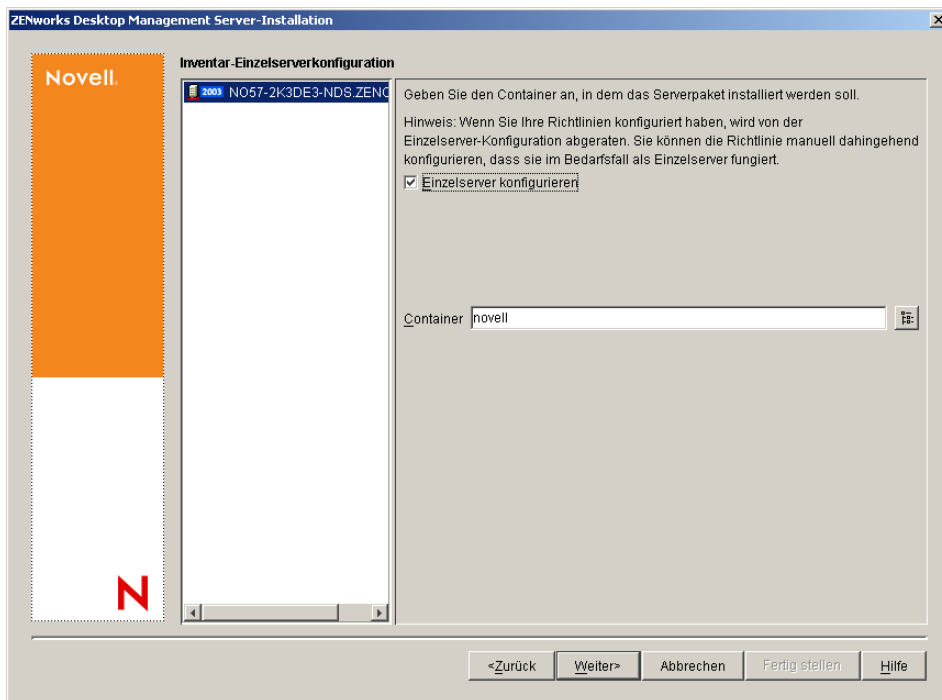 ZENworks Desktop Management Server-Installation
Novell.
Inventar-Einzelserverkonfiguration
2003 NO57-2K3DE3-NDS.ZENC
Geben Sie den Container an, in dem das Serverpaket installiert werden soll.
Hinweis: Wenn Sie Ihre Richtlinien konfiguriert haben, wird von der
Einzelserver-Konfiguration abgeraten. Sie können die Richtlinie manuell dahingehend
konfigurieren, dass sie im Bedarfsfall als Einzelserver fungiert.
Einzelserver konfigurieren
Container novell
N
<Zurück Weiter> Abbrechen Fertig stellen Hilfe